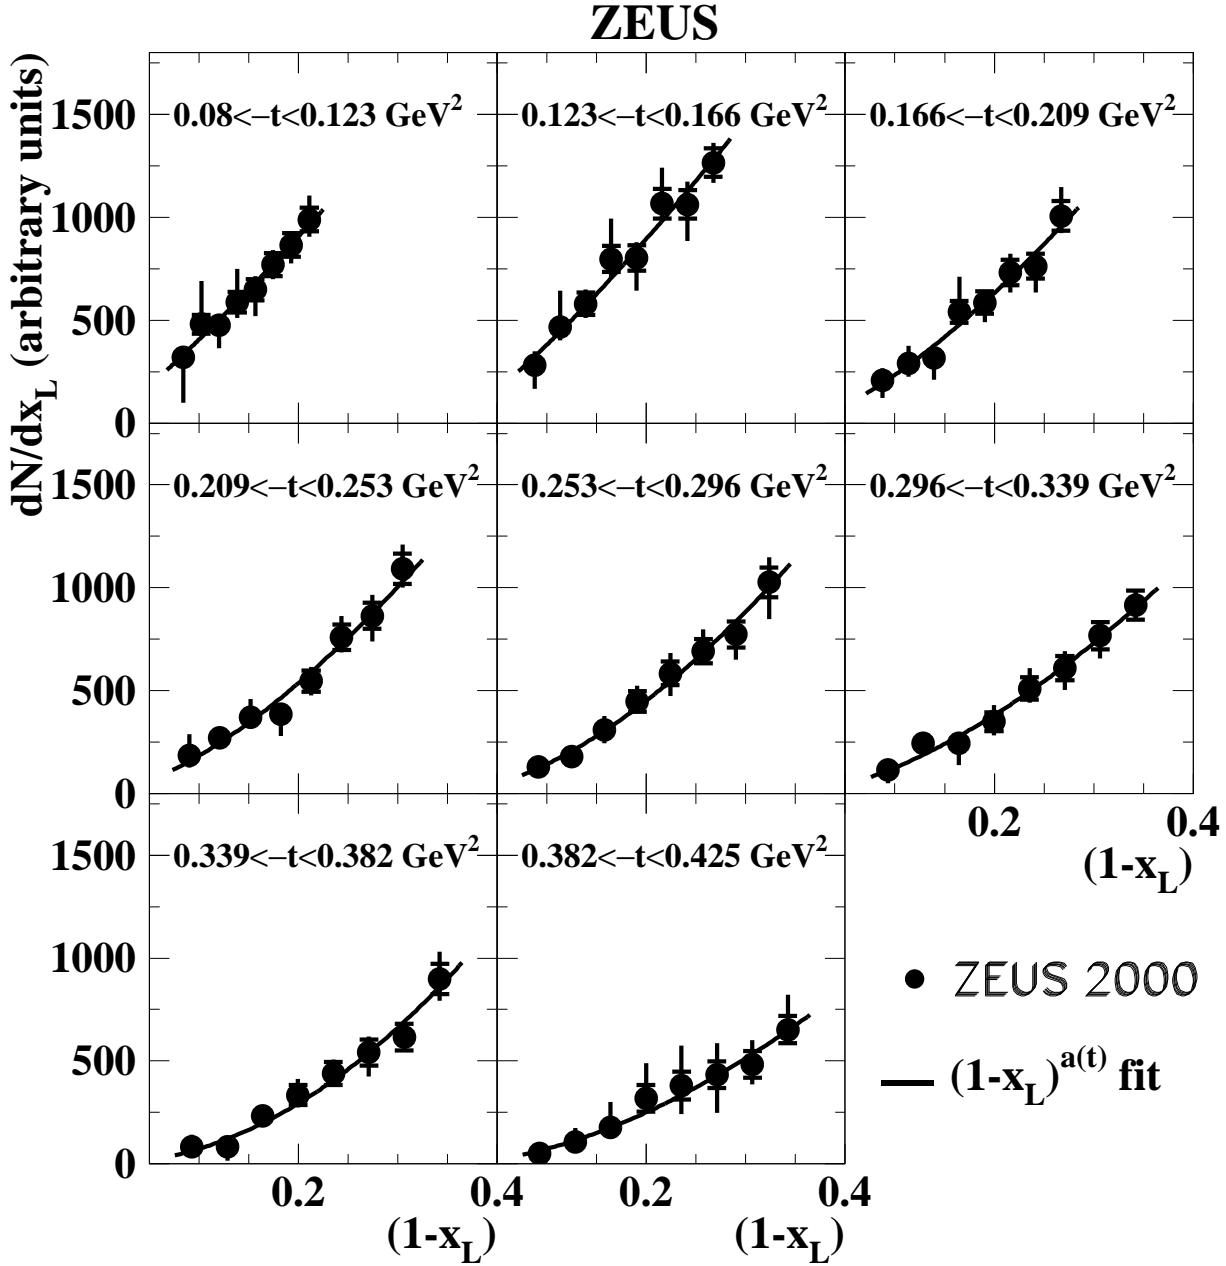 ZEUS
dN/dx_L (arbitrary units)
0.08<−t<0.123 GeV²
0.123<−t<0.166 GeV²
0.166<−t<0.209 GeV²
1500
1000
500
0
0.209<−t<0.253 GeV²
0.253<−t<0.296 GeV²
0.296<−t<0.339 GeV²
1500
1000
500
0
0.2
0.4
(1-x_L)
0.339<−t<0.382 GeV²
0.382<−t<0.425 GeV²
1500
1000
500
0
0.2
0.4
0.2
0.4
(1-x_L)
(1-x_L)
ZEUS 2000
(1-x_L)^a(t) fit